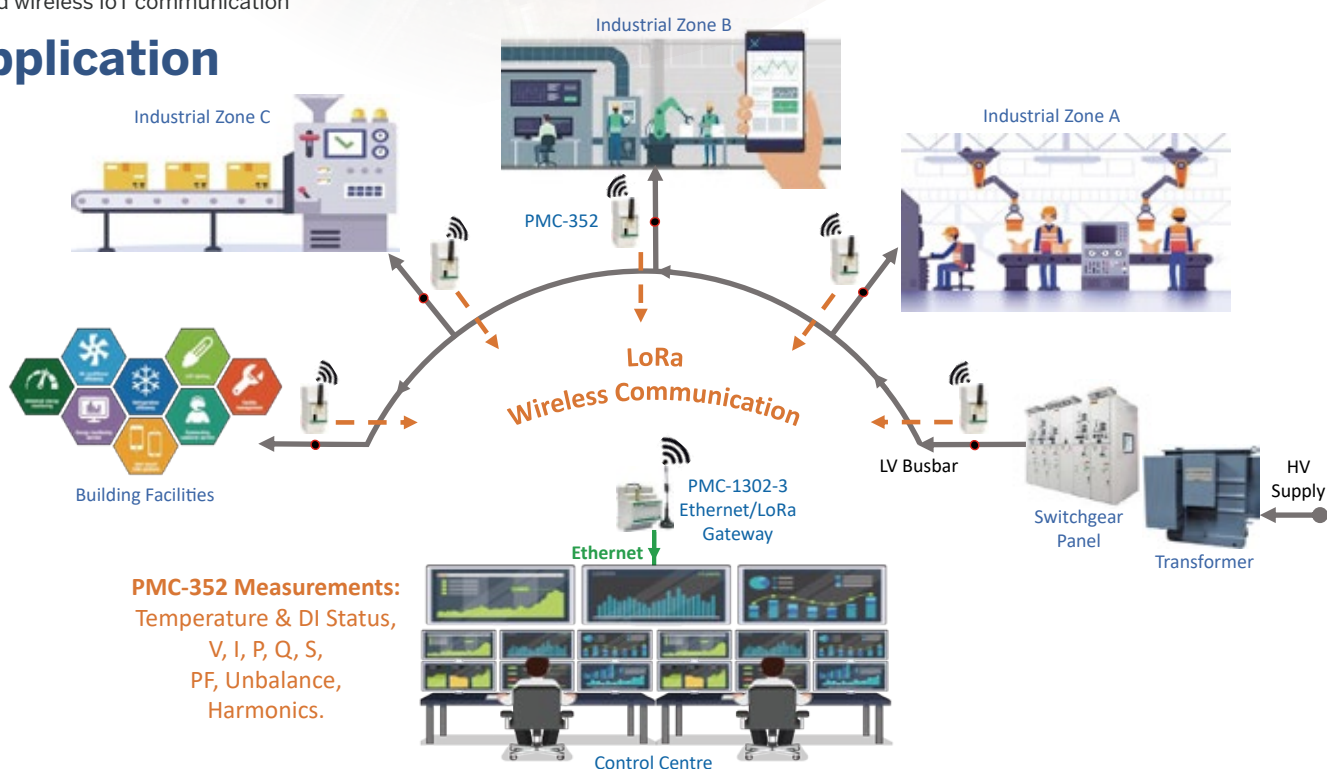 d wireless IoT communication
pplication
Industrial Zone B
Industrial Zone C
Industrial Zone A
PMC-352
LoRa
Wireless Communication
LV Busbar
HV
Supply
Building Facilities
PMC-1302-3
Ethernet/LoRa
Gateway
Switchgear
Panel
Transformer
Ethernet
PMC-352 Measurements:
Temperature & DI Status,
V, I, P, Q, S,
PF, Unbalance,
Harmonics.
Control Centre